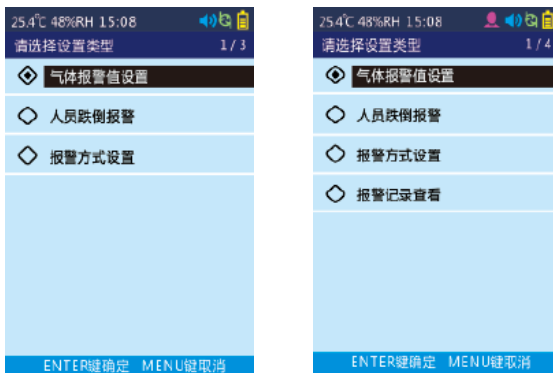 25.4℃ 48%RH 15:08
请选择设置类型 1/3
气体报警值设置
人员跌倒报警
报警方式设置
ENTER键确定 MENU键取消
25.4℃ 48%RH 15:08
请选择设置类型 1/4
气体报警值设置
人员跌倒报警
报警方式设置
报警记录查看
ENTER键确定 MENU键取消